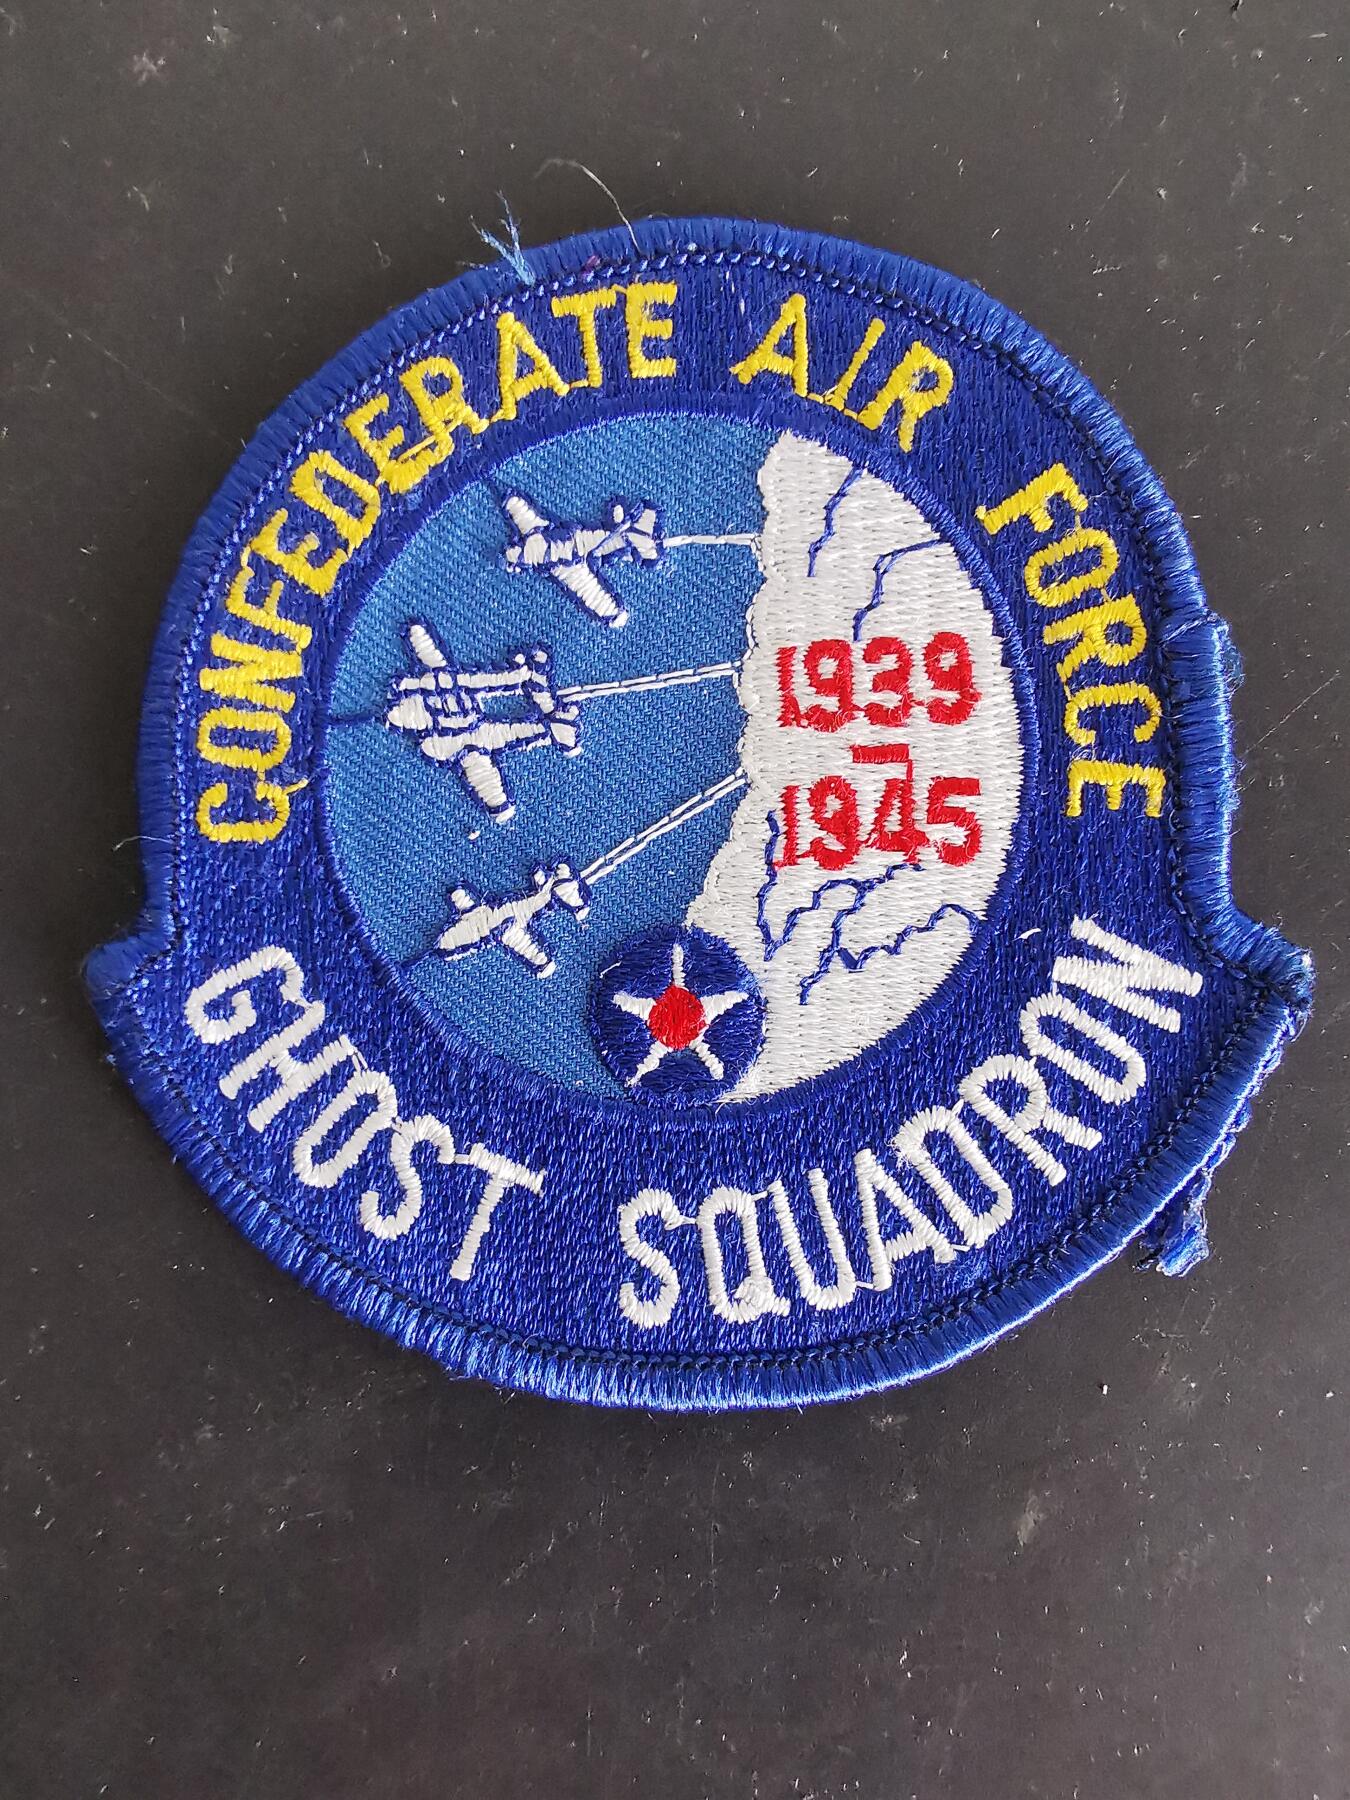 CONFEDERATE AIR FORCE
1939
-
1945
GHOST SQUADRON